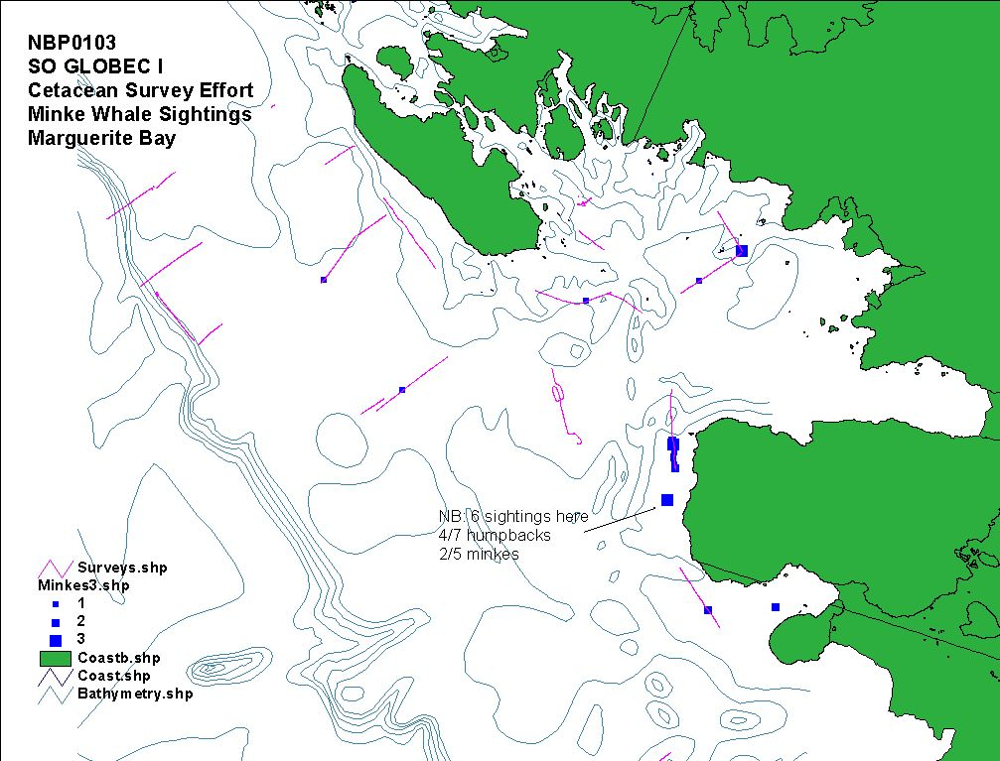 NBP0103
SO GLOBEC I
Cetacean Survey Effort
Minke Whale Sightings
Marguerite Bay
NB: 6 sightings here
4/7 humpbacks
2/5 minkes
Surveys.shp
Minkes3.shp
1
2
3
Coastb.shp
Coast.shp
Bathymetry.shp